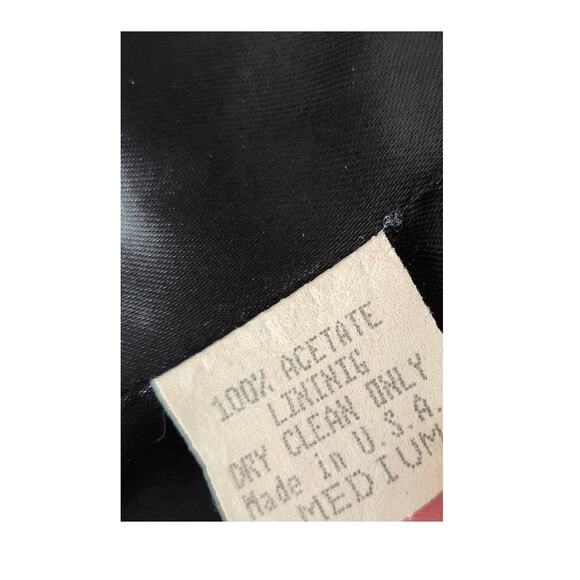 100% ACETATE
LININIG
DRY CLEAN ONLY
Made in U.S.A.
MEDIUM